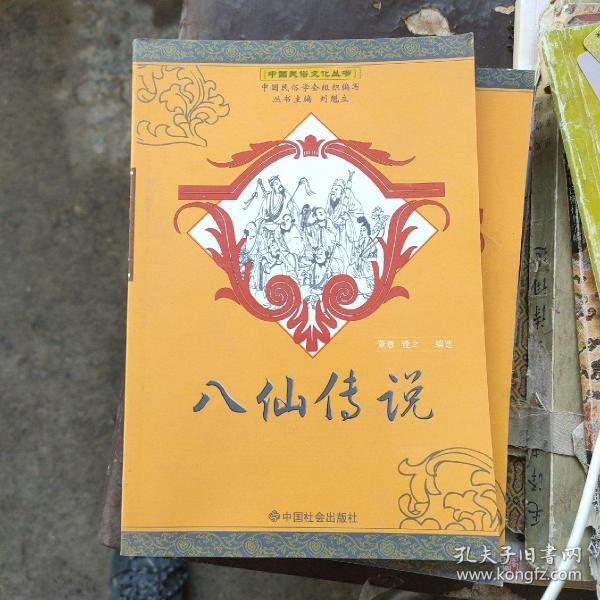 中国民俗文化丛书
中国民俗学会组织编写
丛书主编 刘魁立
编选
八仙传说
中国社会出版社
孔夫子旧书网
www.kongfz.com